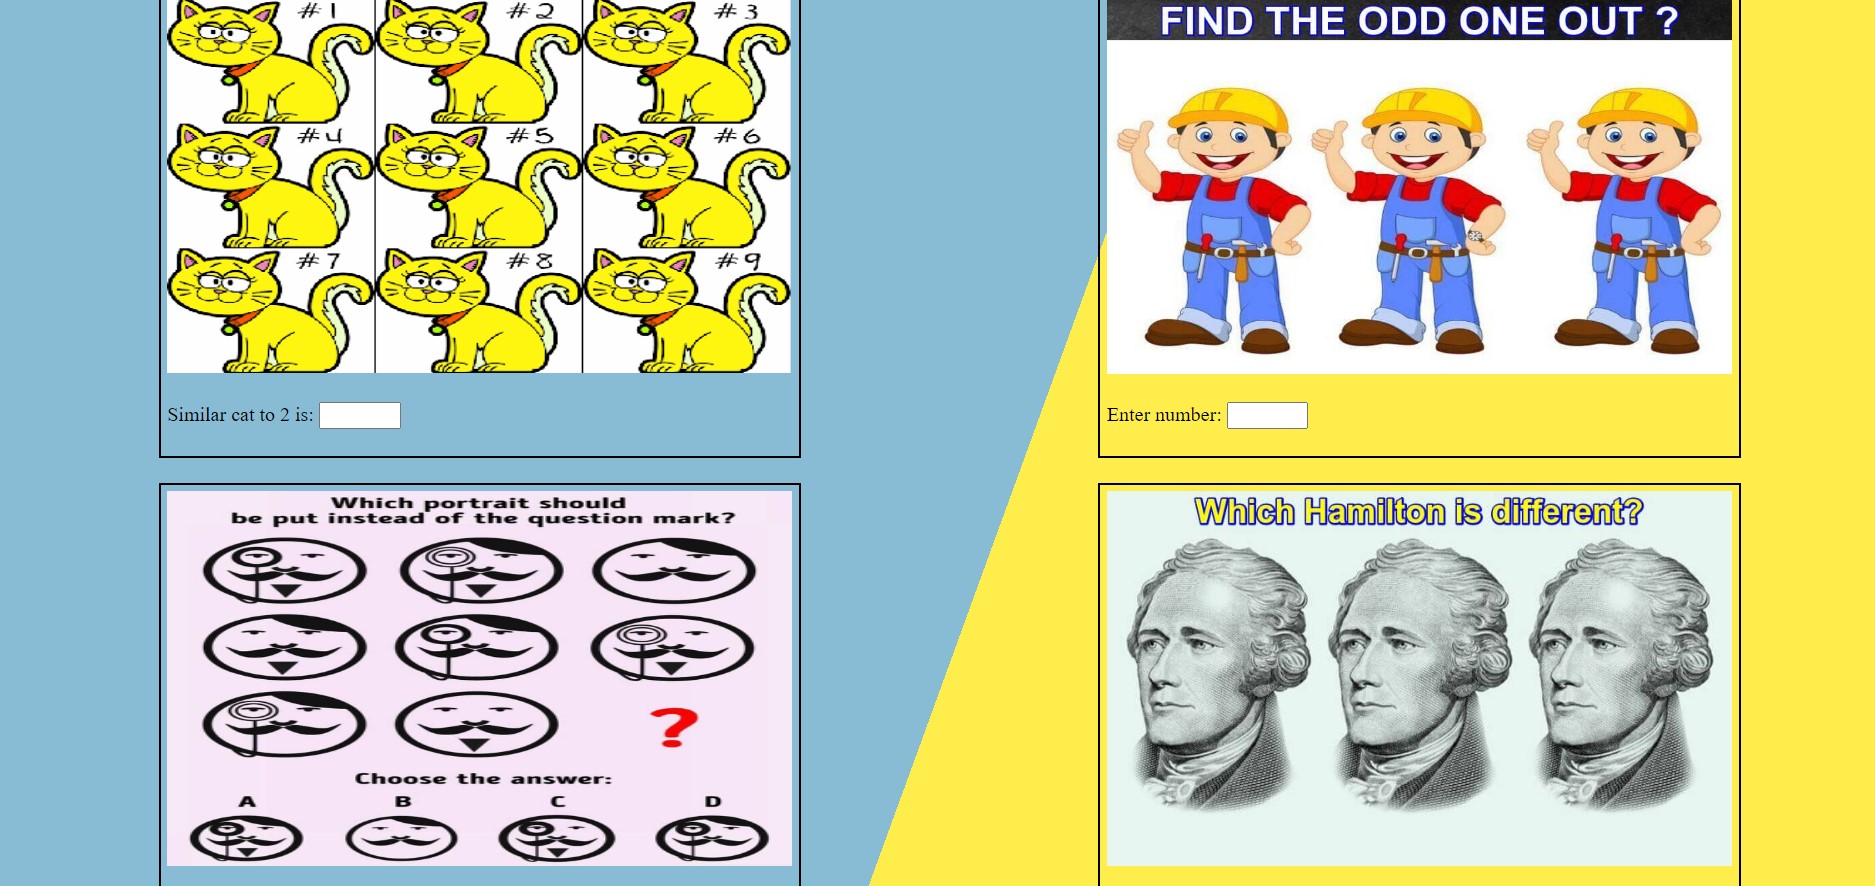 #1 #2 #3
#4 #5 #6
#7 #8 #9
Similar cat to 2 is:
FIND THE ODD ONE OUT ?
Enter number:
Which portrait should
be put instead of the question mark?
?
Choose the answer:
A B C D
Which Hamilton is different?